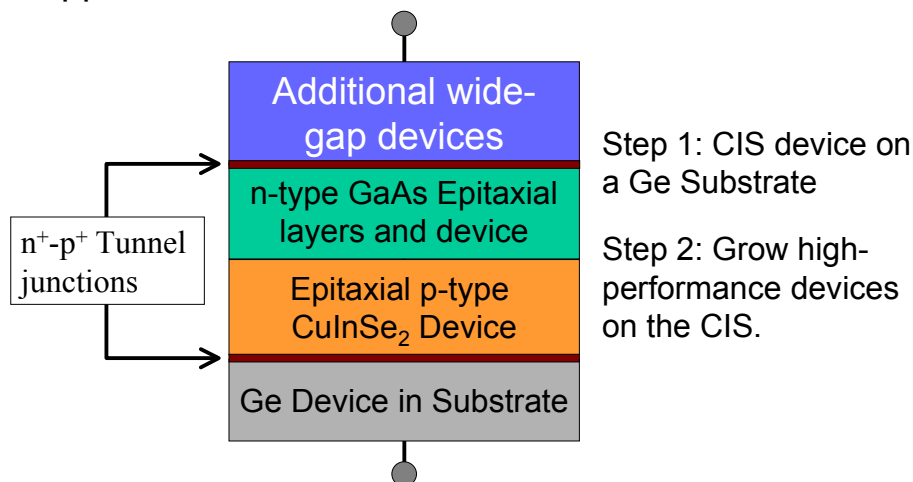 Additional wide-
gap devices
n-type GaAs Epitaxial
layers and device
Epitaxial p-type
CuInSe₂ Device
Ge Device in Substrate
n⁺-p⁺ Tunnel
junctions
Step 1: CIS device on
a Ge Substrate
Step 2: Grow high-
performance devices
on the CIS.